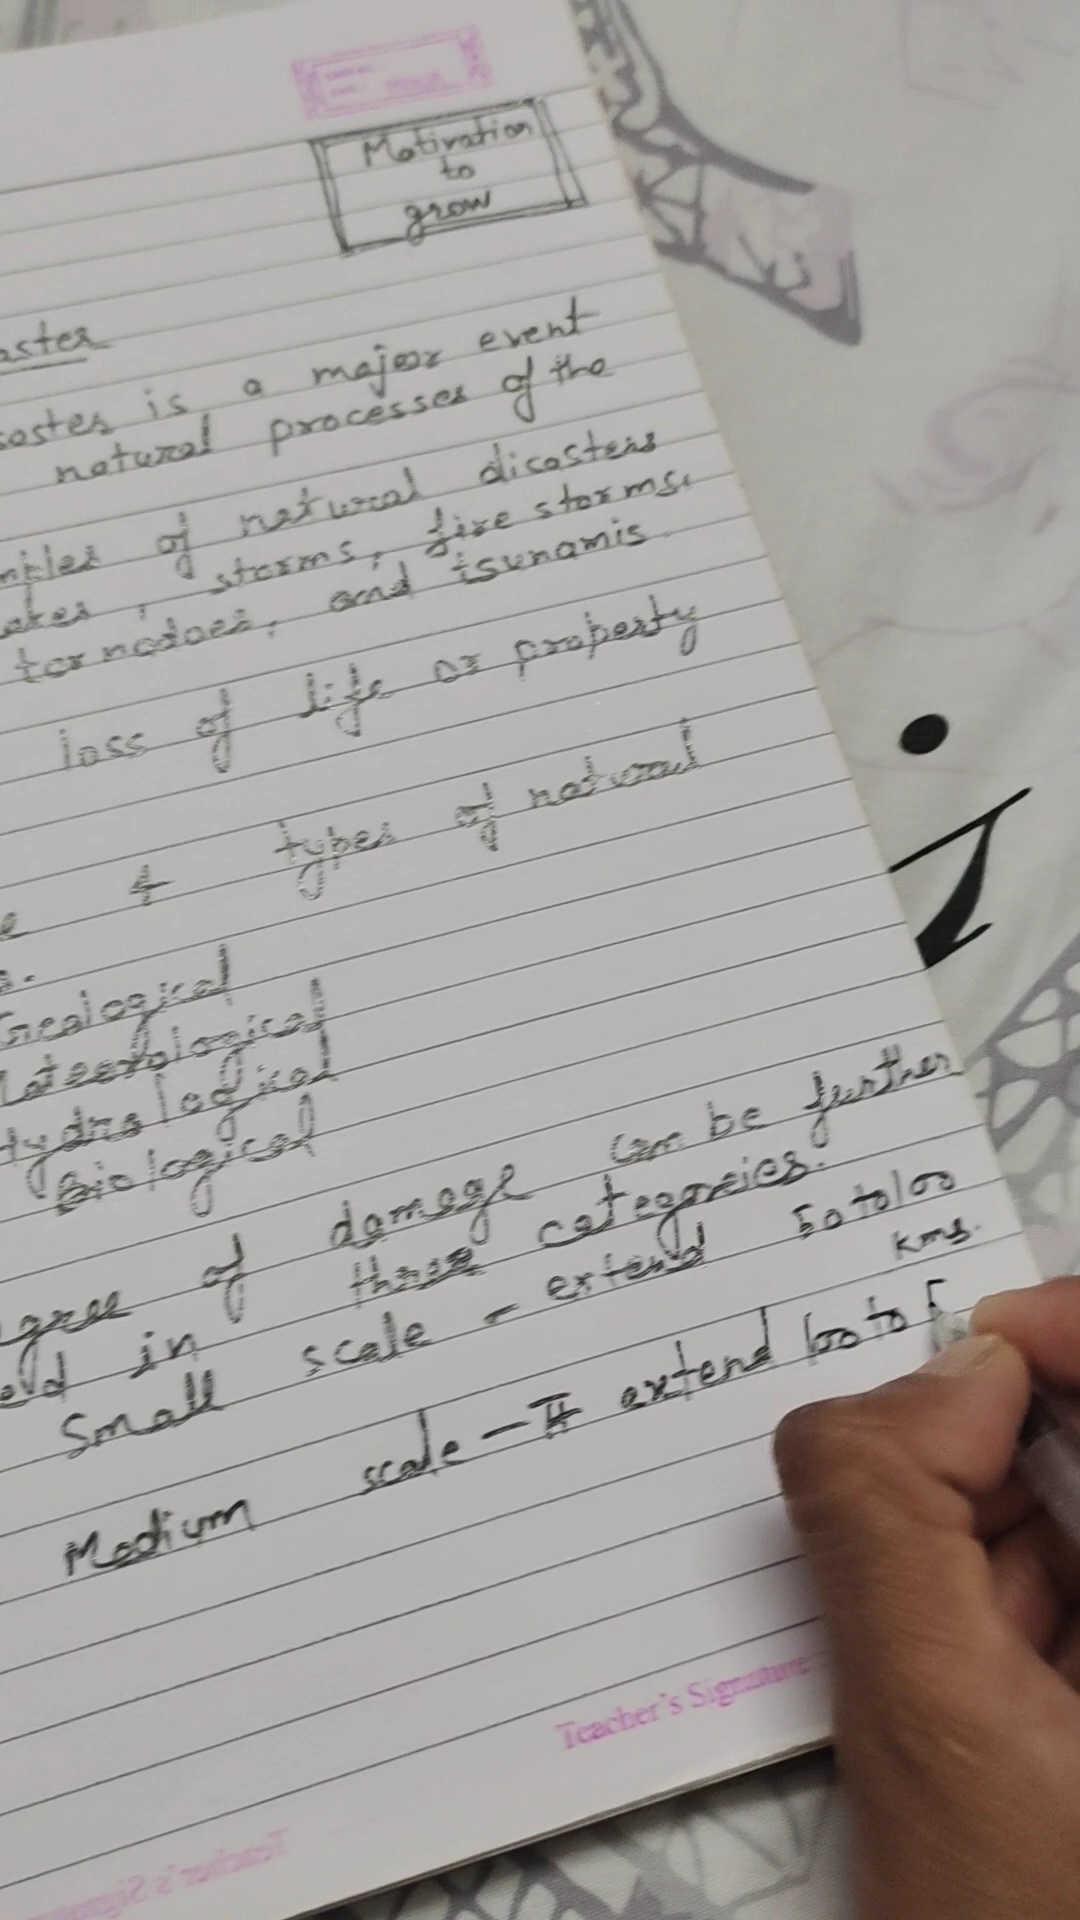 Motivation
to
grow
aster
saster is a major event
natural processes of the
mples of natural disasters
akes, storms, fire storms,
tornadoes, and tsunamis
loss of life or property
4 types of natural
Geological
Hydrological
Biological
gree of damage can be further
in three categories.
Small scale - extend 50 to 100
kms.
Medium scale - It extend 100 to 5
Teacher's Signature